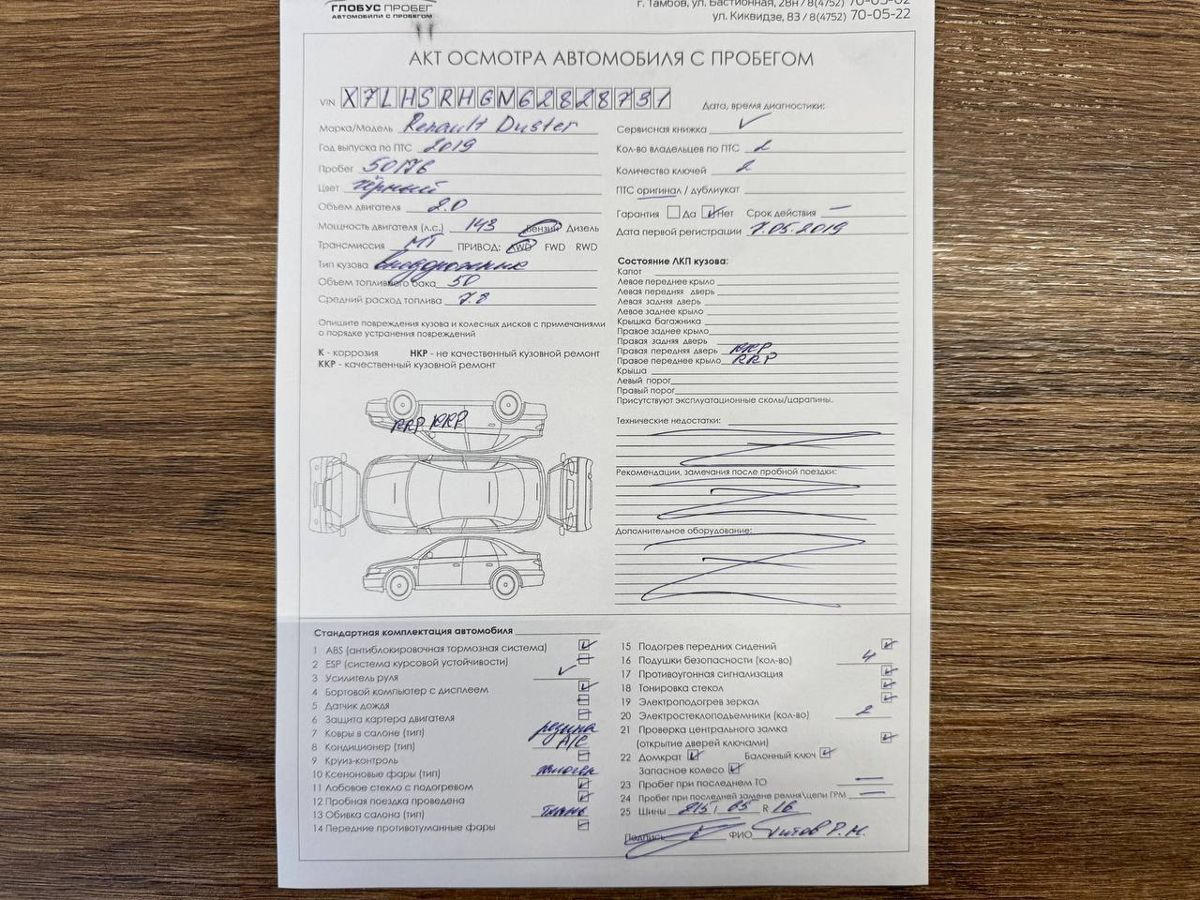 ГЛОБУС ПРОБЕГ
АВТОМОБИЛИ С ПРОБЕГОМ
г. Тамбов, ул. Бастионная, 28н / 8(4752) 70-05-02
ул. Киквидзе, 83 / 8(4752) 70-05-22
АКТ ОСМОТРА АВТОМОБИЛЯ С ПРОБЕГОМ
VIN X7LHSRHGN62828731
Марка/Модель Renault Duster
Год выпуска по ПТС 2019
Пробег 50176
Цвет чёрный
Объем двигателя 2.0
Мощность двигателя (л.с.) 143 Бензин Дизель
Трансмиссия МТ ПРИВОД: AWD FWD RWD
Тип кузова внедорожник
Объем топливного бака 50
Средний расход топлива 7.8
Опишите повреждения кузова и колесных дисков с примечаниями
о порядке устранения повреждений
К - коррозия НКР - не качественный кузовной ремонт
ККР - качественный кузовной ремонт
ККР ККР
Дата, время диагностики:
Сервисная книжка
Кол-во владельцев по ПТС 2
Количество ключей 2
ПТС оригинал / дубликат
Гарантия Да Нет Срок действия —
Дата первой регистрации 7.05.2019
Состояние ЛКП кузова:
Капот
Левое переднее крыло
Левая передняя дверь
Левая задняя дверь
Левое заднее крыло
Крышка багажника
Правое заднее крыло
Правая задняя дверь
Правая передняя дверь ККР
Правое переднее крыло ККР
Крыша
Левый порог
Правый порог
Присутствуют эксплуатационные сколы/царапины.
Технические недостатки:
Рекомендации, замечания после пробной поездки:
Дополнительное оборудование:
Стандартная комплектация автомобиля
1 ABS (антиблокировочная тормозная система)
2 ESP (система курсовой устойчивости)
3 Усилитель руля
4 Бортовой компьютер с дисплеем
5 Датчик дождя
6 Защита картера двигателя
7 Ковры в салоне (тип) резина
8 Кондиционер (тип) A/C
9 Круиз-контроль
10 Ксеноновые фары (тип) галоген
11 Лобовое стекло с подогревом
12 Пробная поездка проведена
13 Обивка салона (тип) ткань
14 Передние противотуманные фары
15 Подогрев передних сидений
16 Подушки безопасности (кол-во) 4
17 Противоугонная сигнализация
18 Тонировка стекол
19 Электроподогрев зеркал
20 Электростеклоподъемники (кол-во) 2
21 Проверка центрального замка
(открытие дверей ключами)
22 Домкрат Балонный ключ
Запасное колесо
23 Пробег при последнем ТО —
24 Пробег при последней замене ремня\цепи ГРМ —
25 Шины 215 / 65 R 16
Подпись ФИО Титов Р.М.